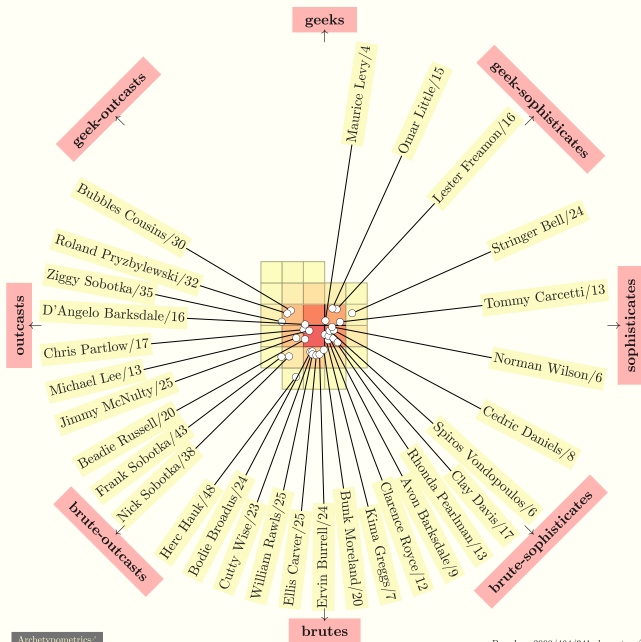 geeks
geek-outcasts
geek-sophisticates
Maurice Levy/4
Omar Little/15
Lester Freamon/16
Stringer Bell/24
Tommy Carcetti/13
Norman Wilson/6
Cedric Daniels/8
Spiros Vondopoulos/6
Clay Davis/17
Rhonda Pearlman/13
Avon Barksdale/9
Clarence Royce/12
Kima Greggs/7
Bunk Moreland/20
Ervin Burrell/24
Ellis Carver/25
William Rawls/25
Cutty Wise/23
Bodie Broadus/24
Herc Hauk/48
Nick Sobotka/38
Frank Sobotka/43
Beadie Russell/20
Jimmy McNulty/25
Michael Lee/13
Chris Partlow/17
D'Angelo Barksdale/16
Ziggy Sobotka/35
Roland Pryzbylewski/32
Bubbles Cousins/30
outcasts
sophisticates
brute-outcasts
brute-sophisticates
brutes
Archetypometrics